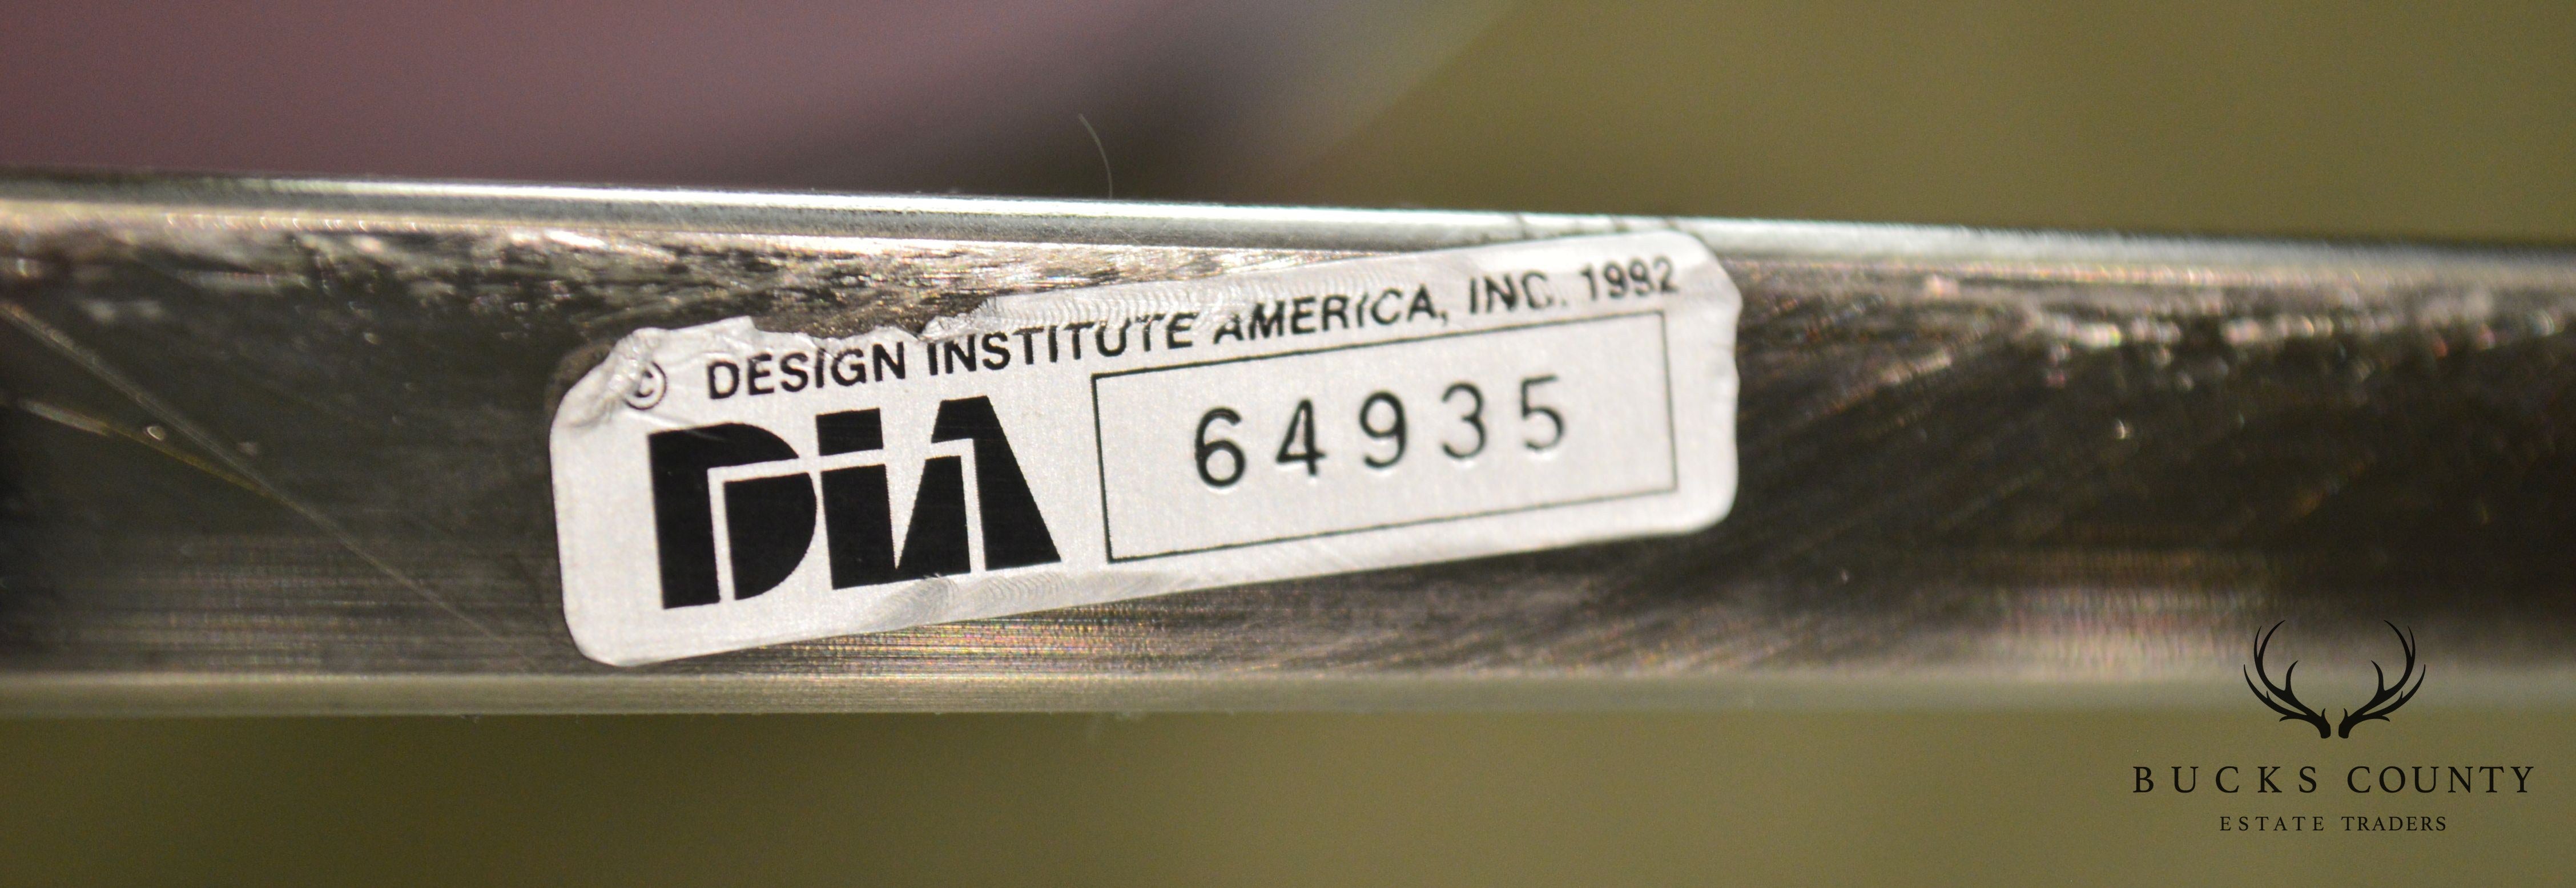 © DESIGN INSTITUTE AMERICA, INC. 1992
DIA
64935
BUCKS COUNTY
ESTATE TRADERS